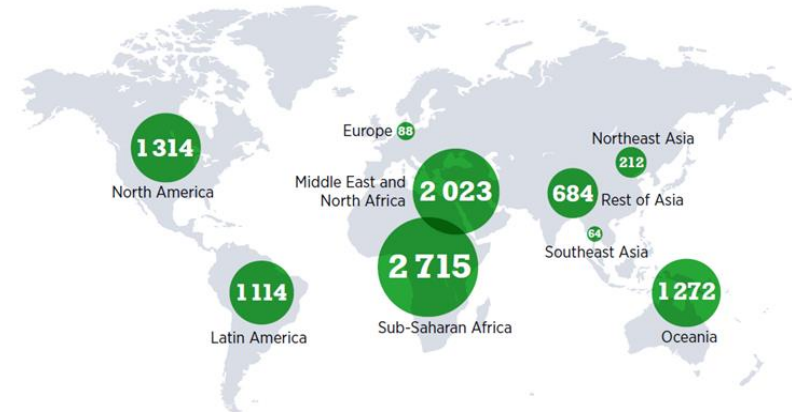 1 314
North America
Europe
88
Middle East and
North Africa
2 023
Northeast Asia
212
684
Rest of Asia
64
Southeast Asia
2 715
Sub-Saharan Africa
1 114
Latin America
1 272
Oceania